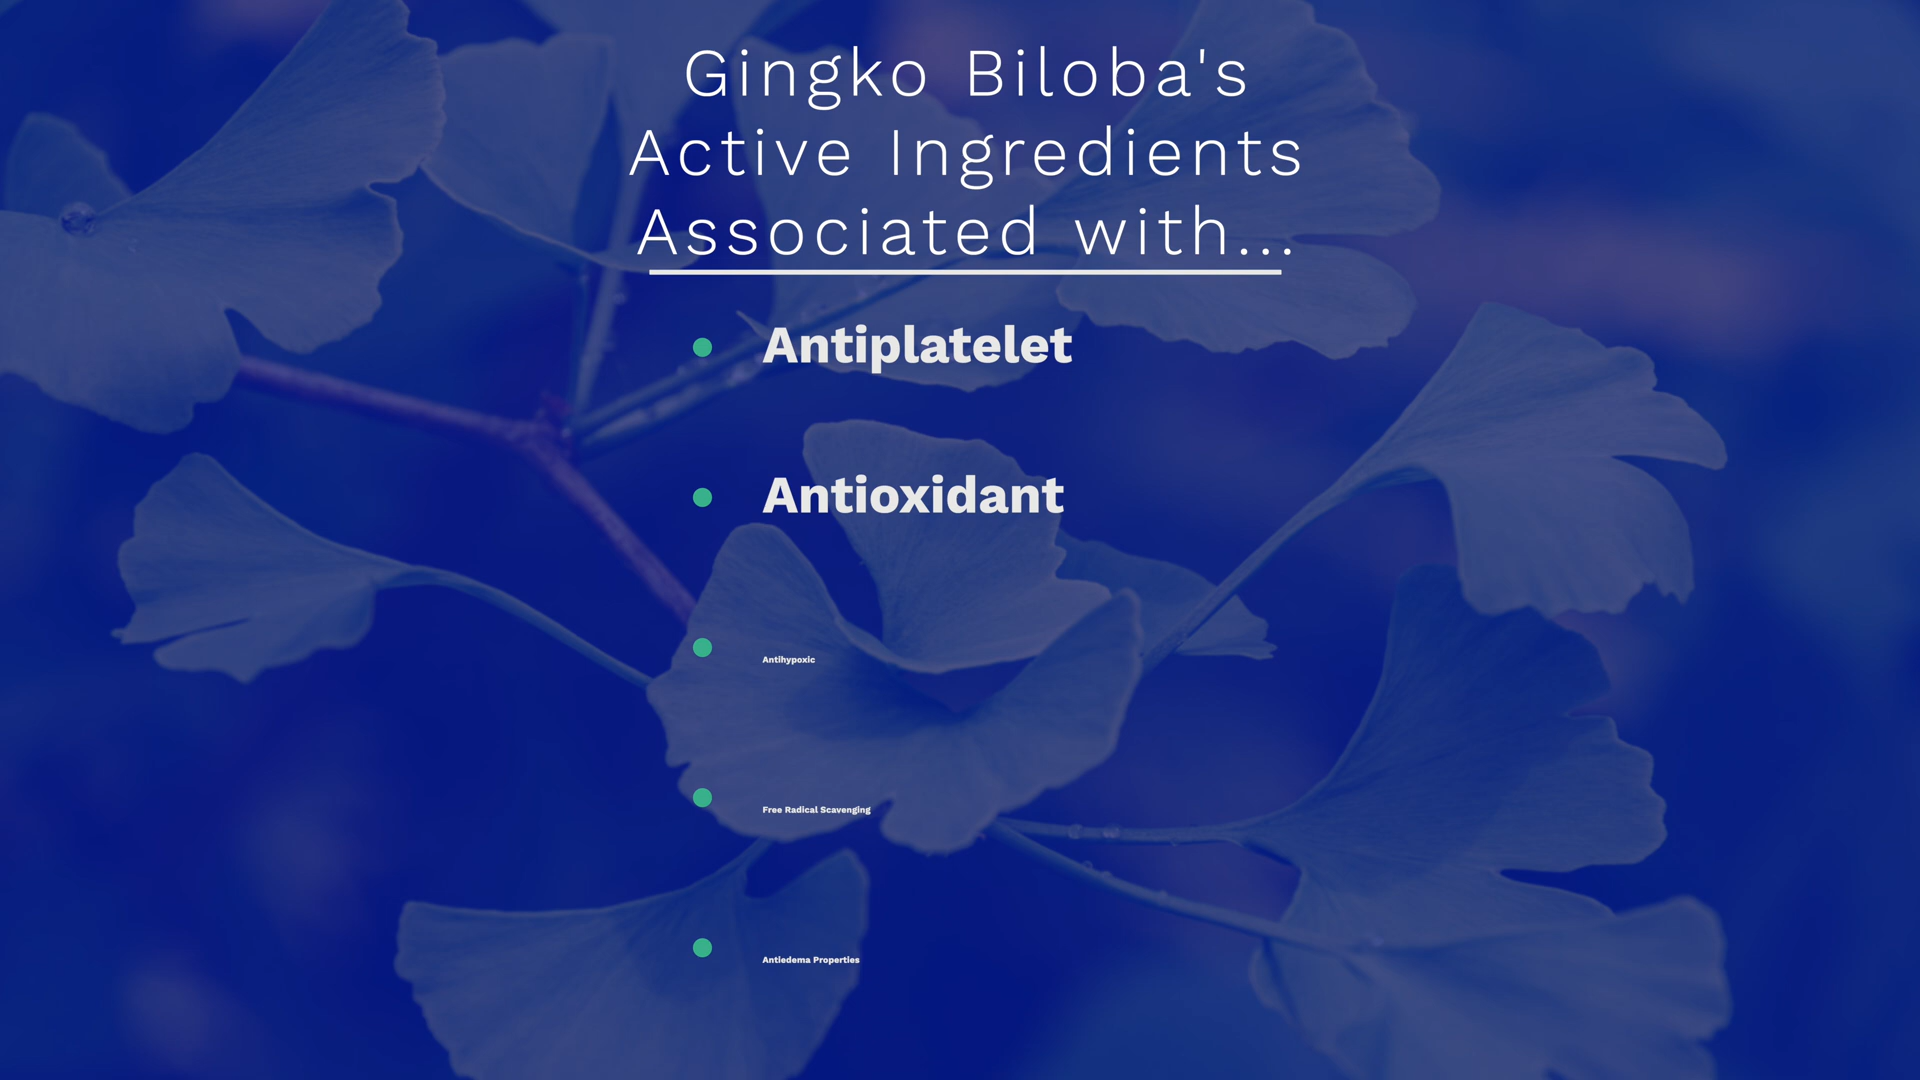 Gingko Biloba's
Active Ingredients
Associated with...
Antiplatelet
Antioxidant
Antihypoxic
Free Radical Scavenging
Antiedema Properties